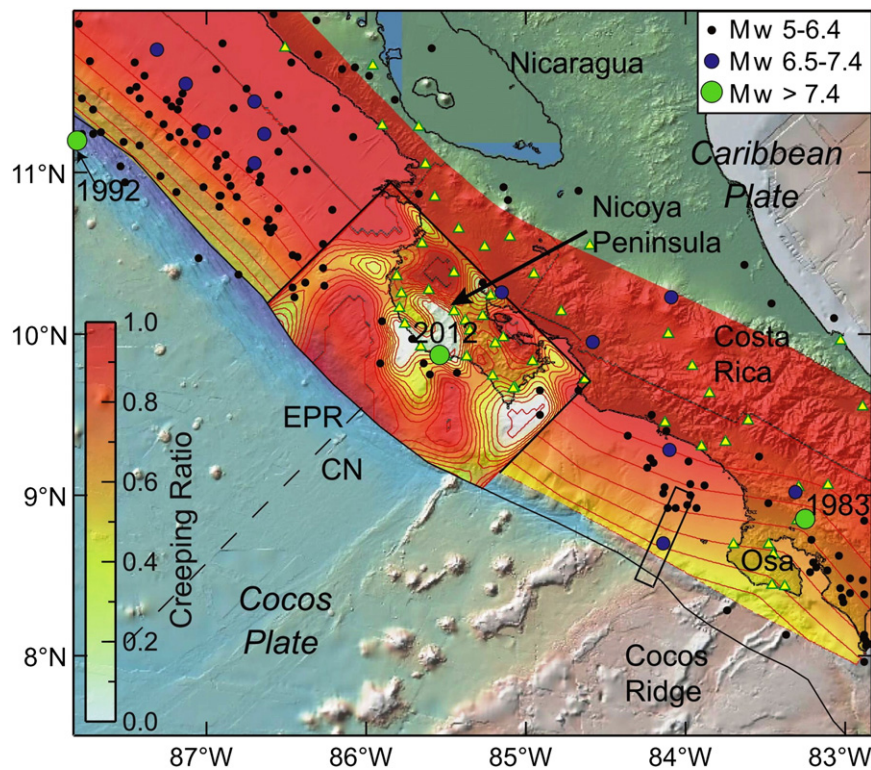 Mw 5-6.4
Mw 6.5-7.4
Mw > 7.4
Nicaragua
Caribbean
Plate
11°N
1992
Nicoya
Peninsula
10°N
2012
Costa
Rica
1.0
0.8
0.6
0.4
0.2
0.0
Creeping Ratio
EPR
CN
9°N
1983
Osa
Cocos
Plate
8°N
Cocos
Ridge
87°W
86°W
85°W
84°W
83°W